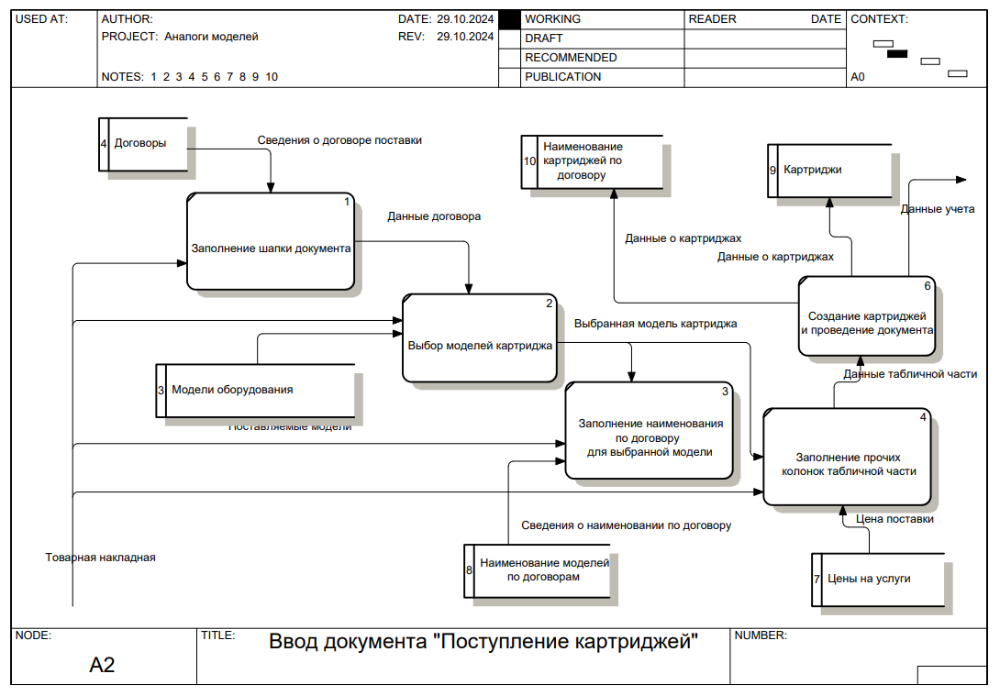 USED AT:
AUTHOR:
DATE: 29.10.2024
PROJECT: Аналоги моделей
REV: 29.10.2024
NOTES: 1 2 3 4 5 6 7 8 9 10
WORKING
DRAFT
RECOMMENDED
PUBLICATION
READER
DATE
CONTEXT:
A0
4
Договоры
Сведения о договоре поставки
10
Наименование
картриджей по
договору
9
Картриджи
Данные учета
1
Заполнение шапки документа
Данные договора
Данные о картриджах
Данные о картриджах
6
Создание картриджей
и проведение документа
2
Выбор моделей картриджа
Выбранная модель картриджа
Данные табличной части
3
Модели оборудования
Поставляемые модели
3
Заполнение наименования
по договору
для выбранной модели
4
Заполнение прочих
колонок табличной части
Цена поставки
Сведения о наименовании по договору
Товарная накладная
8
Наименование моделей
по договорам
7
Цены на услуги
NODE:
A2
TITLE:
Ввод документа "Поступление картриджей"
NUMBER: